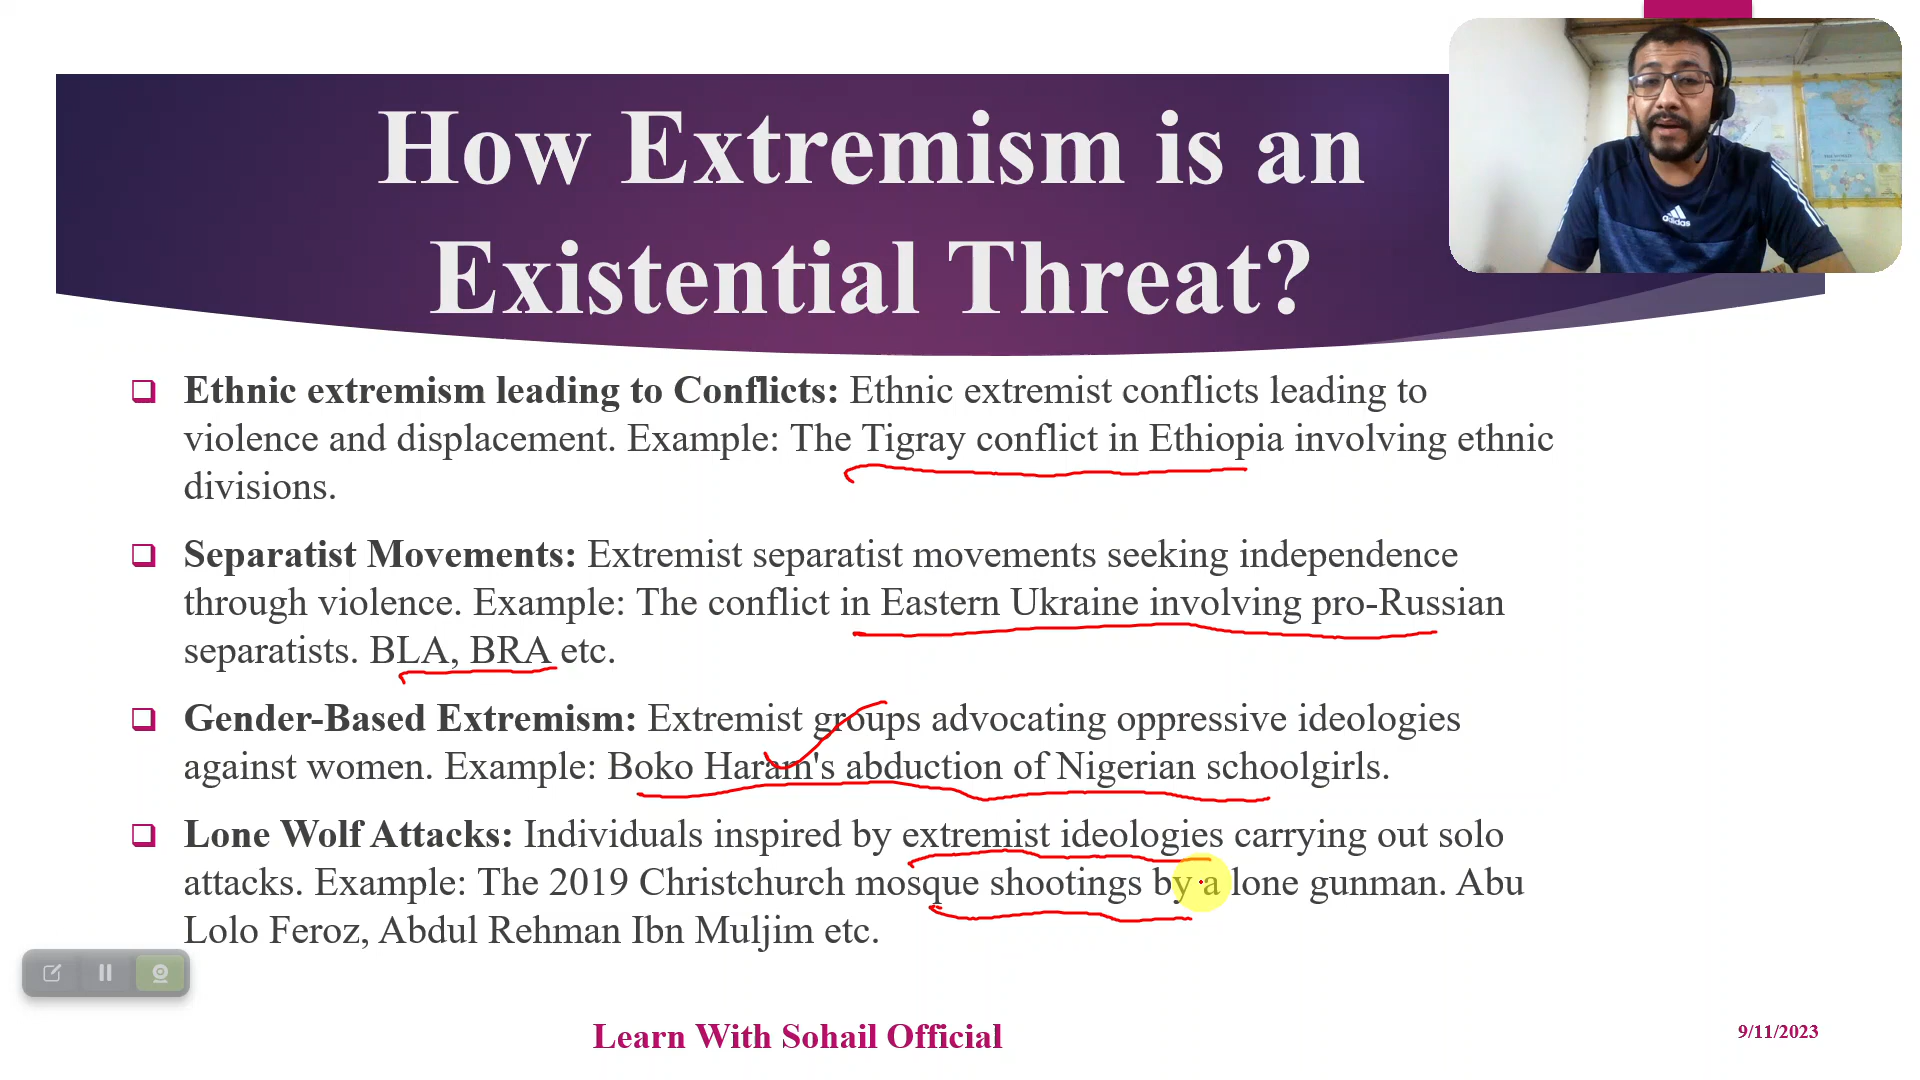 How Extremism is an
Existential Threat?
adidas
Ethnic extremism leading to Conflicts: Ethnic extremist conflicts leading to
violence and displacement. Example: The Tigray conflict in Ethiopia involving ethnic
divisions.
Separatist Movements: Extremist separatist movements seeking independence
through violence. Example: The conflict in Eastern Ukraine involving pro-Russian
separatists. BLA, BRA etc.
Gender-Based Extremism: Extremist groups advocating oppressive ideologies
against women. Example: Boko Haram's abduction of Nigerian schoolgirls.
Lone Wolf Attacks: Individuals inspired by extremist ideologies carrying out solo
attacks. Example: The 2019 Christchurch mosque shootings by a lone gunman. Abu
Lolo Feroz, Abdul Rehman Ibn Muljim etc.
Learn With Sohail Official
9/11/2023